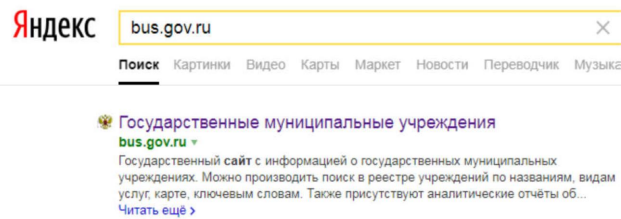 Яндекс
bus.gov.ru
Поиск Картинки Видео Карты Маркет Новости Переводчик Музыка
Государственные муниципальные учреждения
bus.gov.ru
Государственный сайт с информацией о государственных муниципальных
учреждениях. Можно производить поиск в реестре учреждений по названиям, видам
услуг, карте, ключевым словам. Также присутствуют аналитические отчёты об...
Читать ещё >